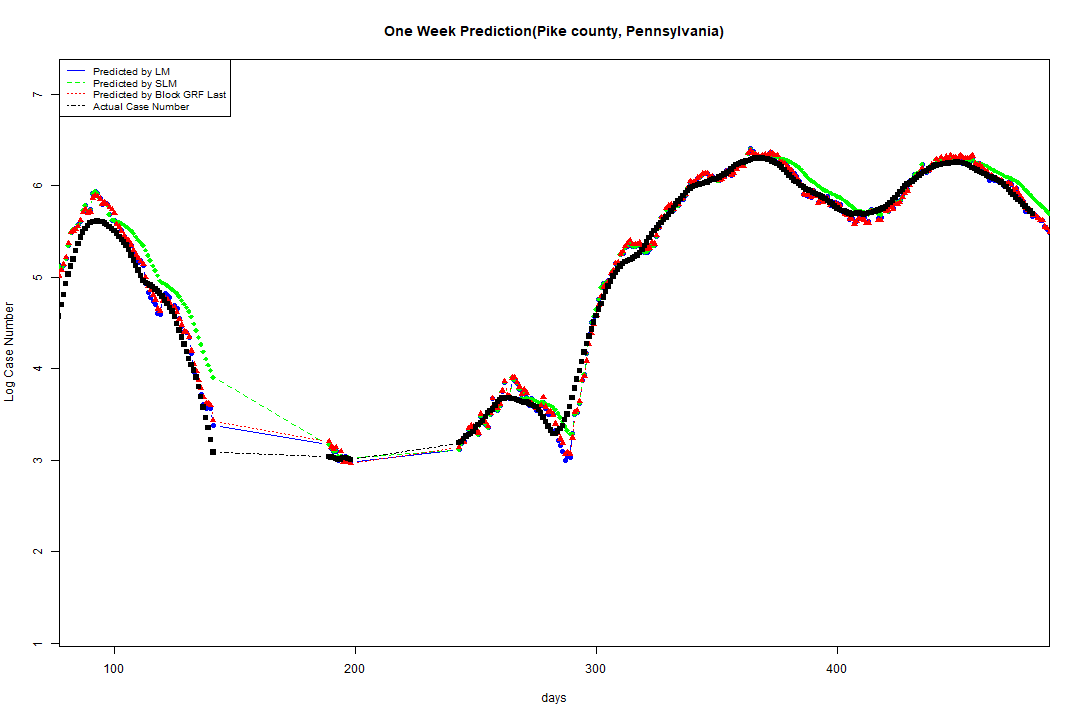 One Week Prediction(Pike county, Pennsylvania)
Predicted by LM
Predicted by SLM
Predicted by Block GRF Last
Actual Case Number
7
6
5
4
3
2
1
Log Case Number
100 200 300 400
days